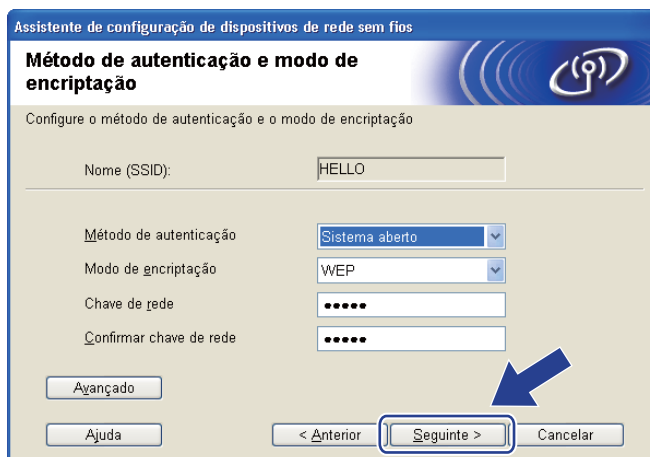 Assistente de configuração de dispositivos de rede sem fios
Método de autenticação e modo de
encriptação
Configure o método de autenticação e o modo de encriptação
Nome (SSID): HELLO
Método de autenticação Sistema aberto
Modo de encriptação WEP
Chave de rede •••••
Confirmar chave de rede •••••
Avançado
Ajuda < Anterior Seguinte > Cancelar